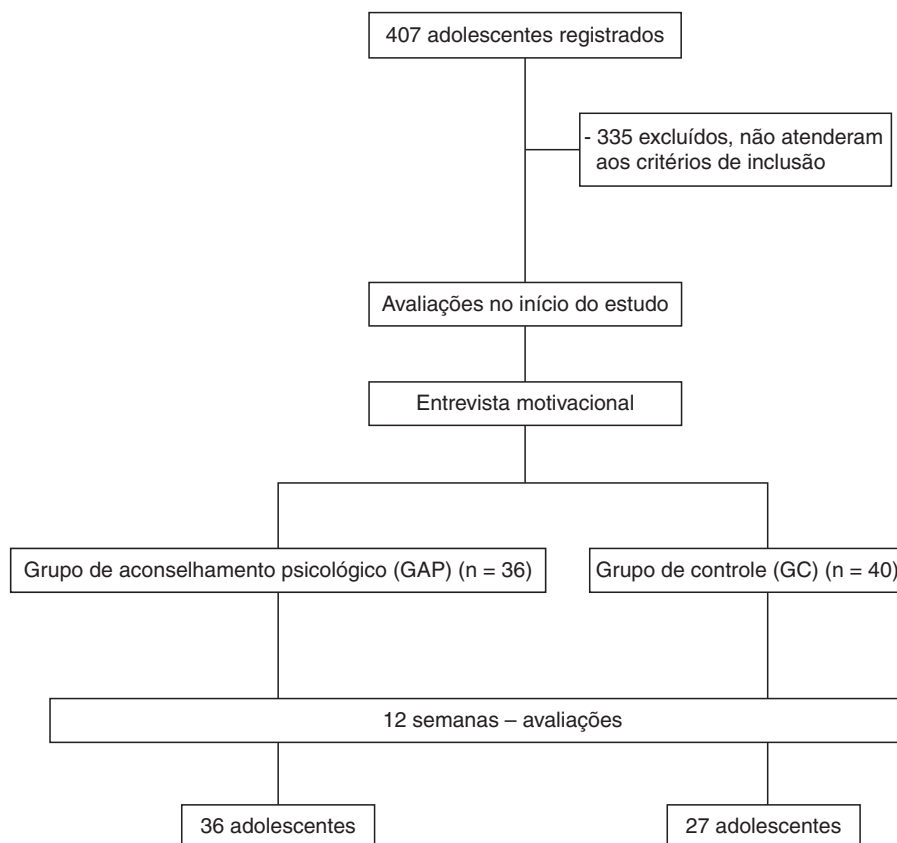 407 adolescentes registrados
- 335 excluídos, não atenderam
aos critérios de inclusão
Avaliações no início do estudo
Entrevista motivacional
Grupo de aconselhamento psicológico (GAP) (n = 36)
Grupo de controle (GC) (n = 40)
12 semanas – avaliações
36 adolescentes
27 adolescentes